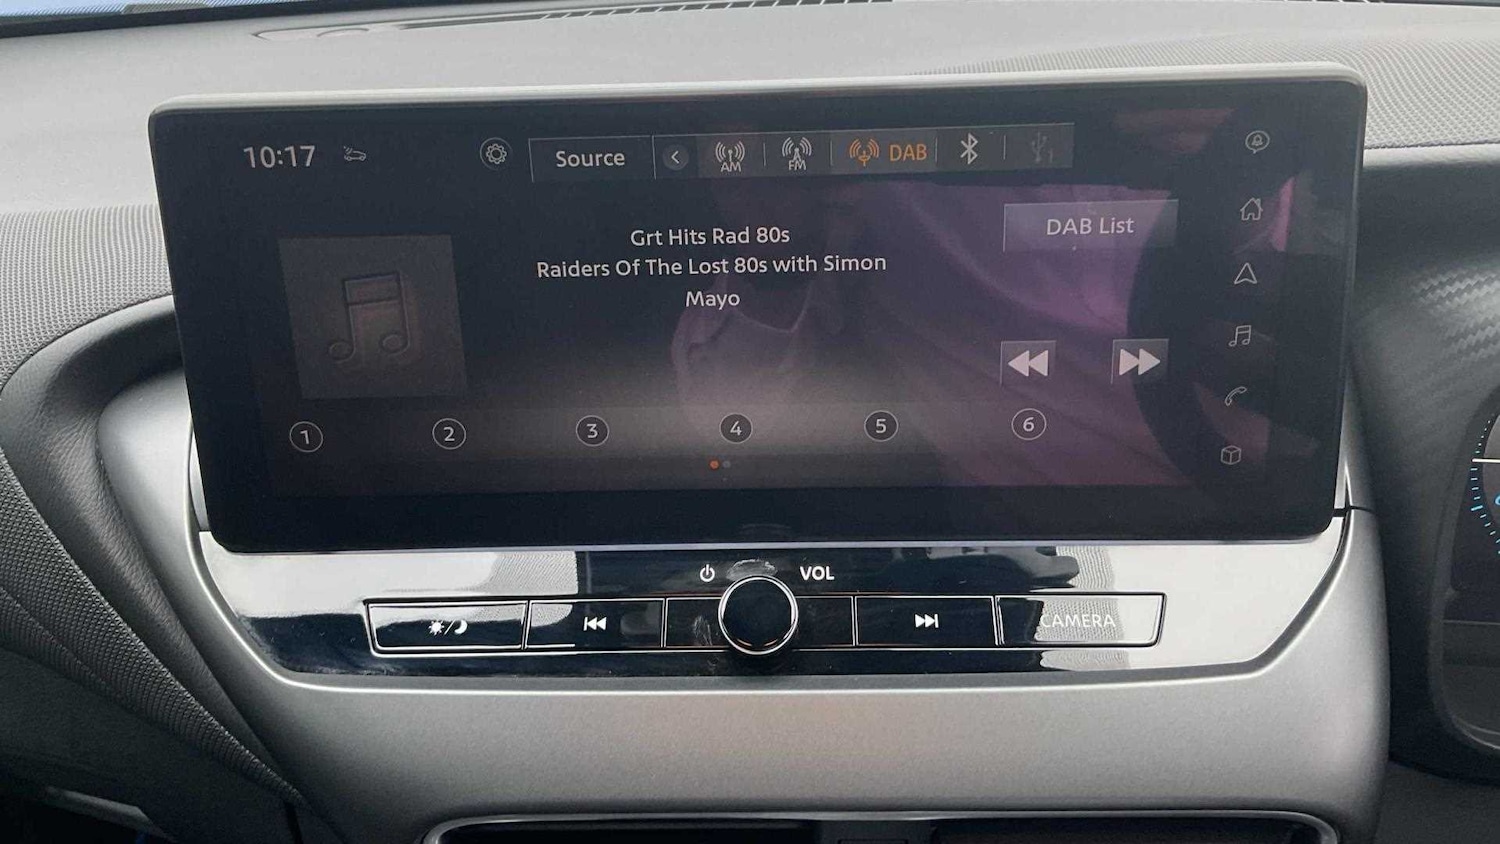 10:17
Source
AM
FM
DAB
DAB List
Grt Hits Rad 80s
Raiders Of The Lost 80s with Simon
Mayo
1
2
3
4
5
6
VOL
CAMERA